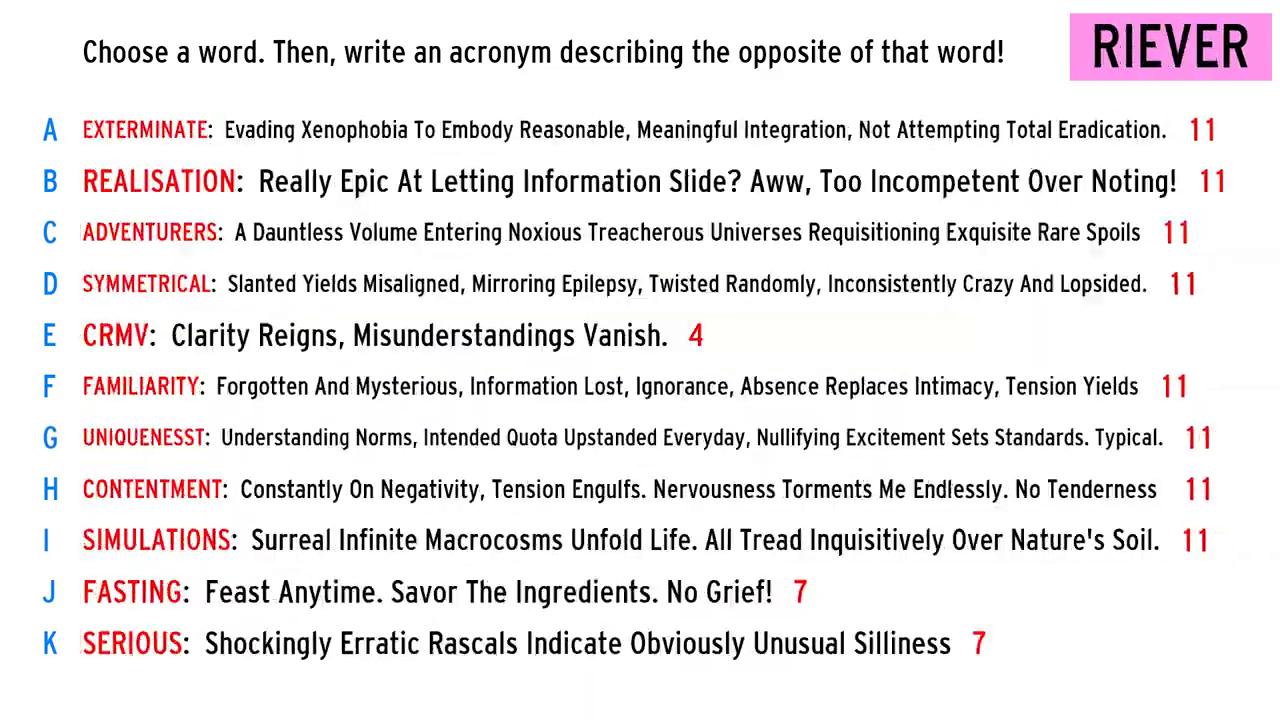 Choose a word. Then, write an acronym describing the opposite of that word!
RIEVER
A EXTERMINATE: Evading Xenophobia To Embody Reasonable, Meaningful Integration, Not Attempting Total Eradication. 11
B REALISATION: Really Epic At Letting Information Slide? Aww, Too Incompetent Over Noting! 11
C ADVENTURERS: A Dauntless Volume Entering Noxious Treacherous Universes Requisitioning Exquisite Rare Spoils 11
D SYMMETRICAL: Slanted Yields Misaligned, Mirroring Epilepsy, Twisted Randomly, Inconsistently Crazy And Lopsided. 11
E CRMV: Clarity Reigns, Misunderstandings Vanish. 4
F FAMILIARITY: Forgotten And Mysterious, Information Lost, Ignorance, Absence Replaces Intimacy, Tension Yields 11
G UNIQUENESST: Understanding Norms, Intended Quota Upstanded Everyday, Nullifying Excitement Sets Standards. Typical. 11
H CONTENTMENT: Constantly On Negativity, Tension Engulfs. Nervousness Torments Me Endlessly. No Tenderness 11
I SIMULATIONS: Surreal Infinite Macrocosms Unfold Life. All Tread Inquisitively Over Nature's Soil. 11
J FASTING: Feast Anytime. Savor The Ingredients. No Grief! 7
K SERIOUS: Shockingly Erratic Rascals Indicate Obviously Unusual Silliness 7